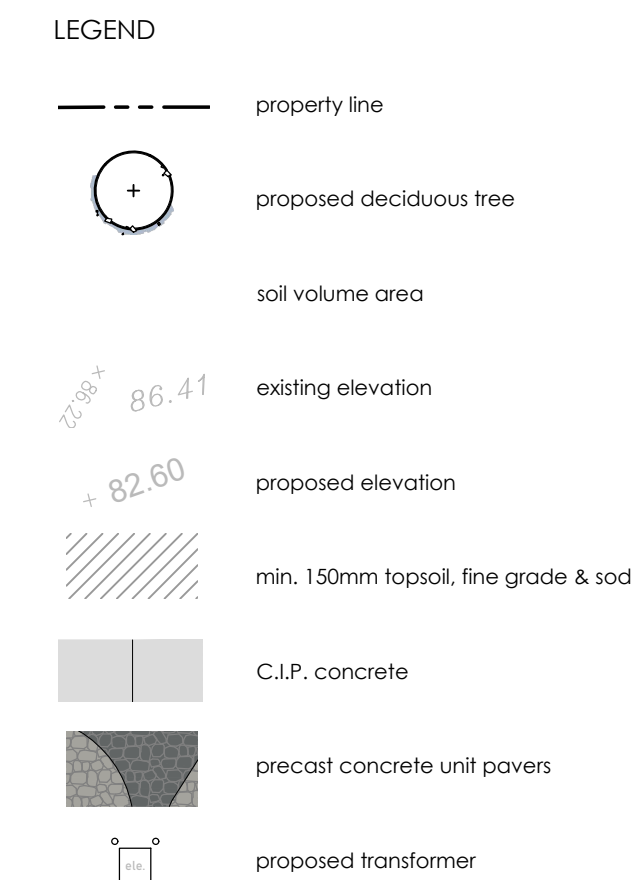 LEGEND
property line
proposed deciduous tree
soil volume area
+ 86.22
86.41
existing elevation
+ 82.60
proposed elevation
min. 150mm topsoil, fine grade & sod
C.I.P. concrete
precast concrete unit pavers
ele.
proposed transformer